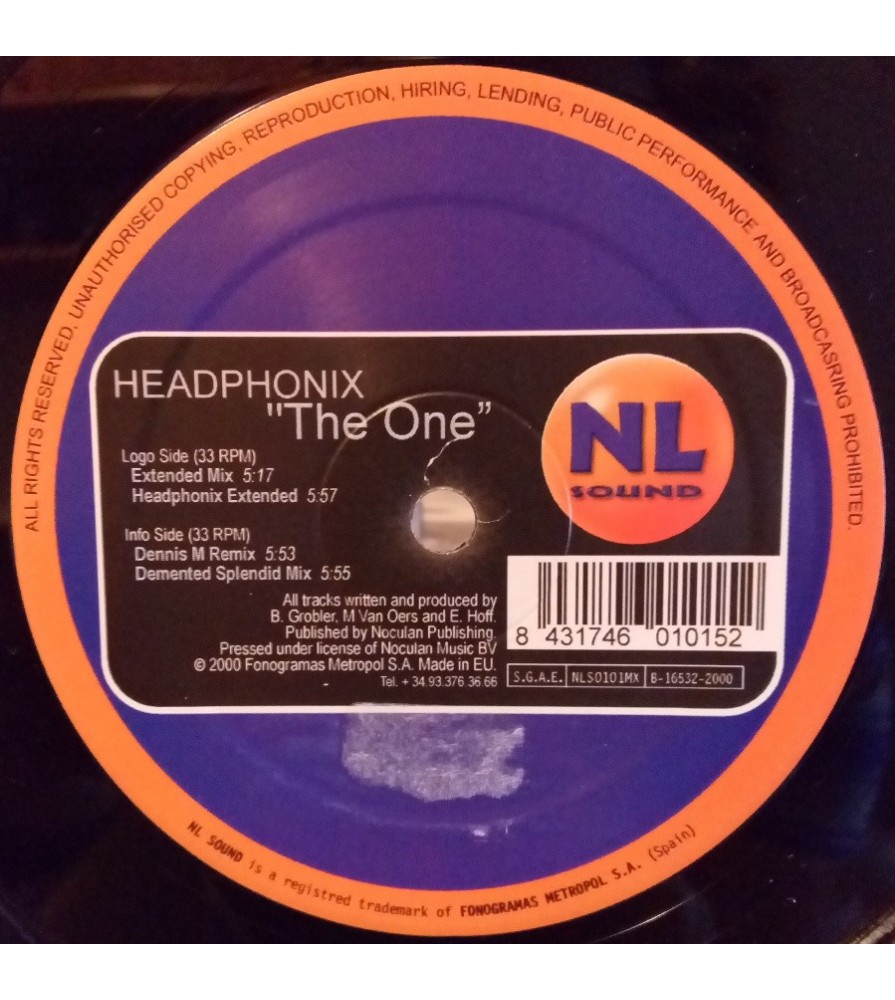 ALL RIGHTS RESERVED. UNAUTHORISED COPYING, REPRODUCTION, HIRING, LENDING, PUBLIC PERFORMANCE AND BROADCASRING PROHIBITED.
HEADPHONIX
"The One”
Logo Side (33 RPM)
Extended Mix 5:17
Headphonix Extended 5:57
Info Side (33 RPM)
Dennis M Remix 5:53
Demented Splendid Mix 5:55
All tracks written and produced by
B. Grobler, M Van Oers and E. Hoff.
Published by Noculan Publishing.
Pressed under license of Noculan Music BV
© 2000 Fonogramas Metropol S.A. Made in EU.
Tel. + 34.93.376 36 66
NL
SOUND
8 431746 010152
S.G.A.E. NLS0101MX B-16532-2000
NL SOUND is a registred trademark of FONOGRAMAS METROPOL S.A. (Spain)